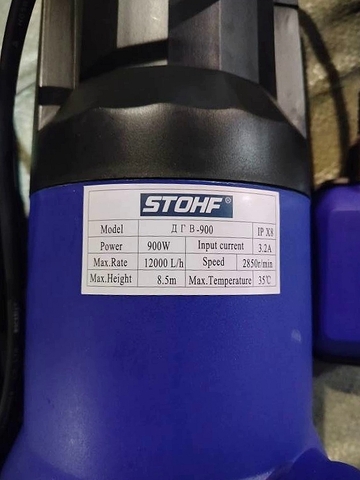 STOHF®
Model ДГВ-900 IP X8
Power 900W Input current 3.2A
Max.Rate 12000 L/h Speed 2850r/min
Max.Height 8.5m Max.Temperature 35℃